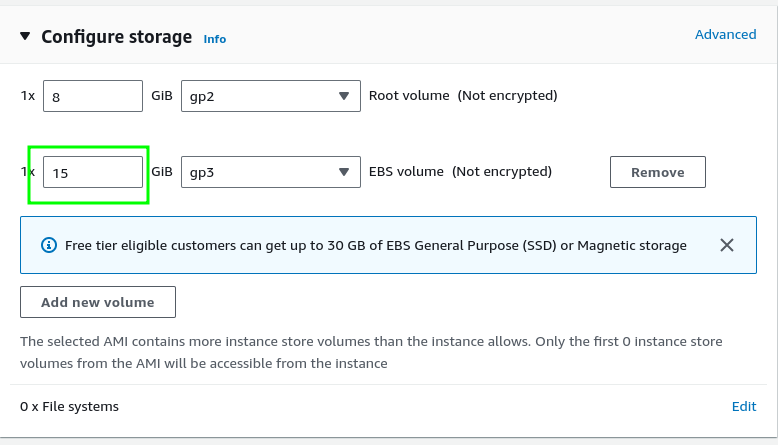 Configure storage Info Advanced
1x 8 GiB gp2 Root volume (Not encrypted)
1x 15 GiB gp3 EBS volume (Not encrypted) Remove
Free tier eligible customers can get up to 30 GB of EBS General Purpose (SSD) or Magnetic storage
Add new volume
The selected AMI contains more instance store volumes than the instance allows. Only the first 0 instance store
volumes from the AMI will be accessible from the instance
0 x File systems Edit